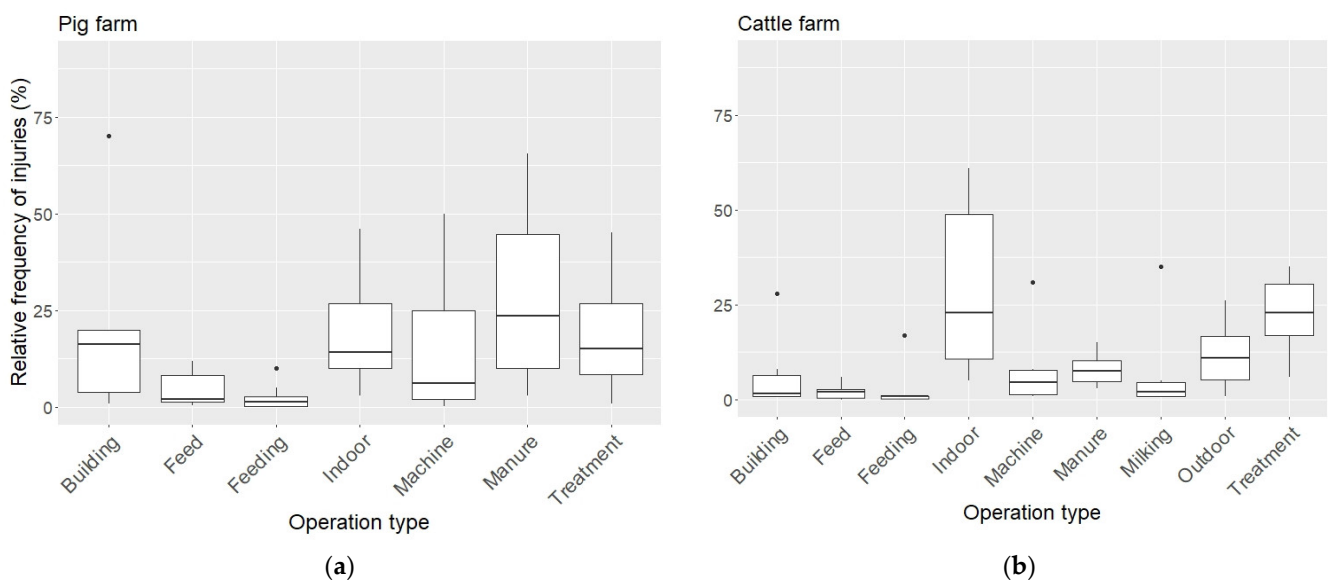 Pig farm
Relative frequency of injuries (%)
75
50
25
0
Building
Feed
Feeding
Indoor
Machine
Manure
Treatment
Operation type
(a)
Cattle farm
75
50
25
0
Building
Feed
Feeding
Indoor
Machine
Manure
Milking
Outdoor
Treatment
Operation type
(b)